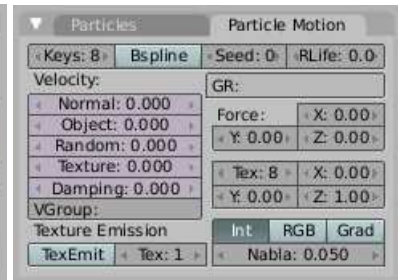 Particles Particle Motion
Keys: 8 Bspline Seed: 0 RLife: 0.0
Velocity: GR:
Normal: 0.000
Object: 0.000
Random: 0.000
Texture: 0.000
Damping: 0.000
VGroup:
Force: X: 0.00
Y: 0.00 Z: 0.00
Tex: 8 X: 0.00
Y: 0.00 Z: 1.00
Texture Emission
TexEmit Tex: 1
Int RGB Grad
Nabla: 0.050